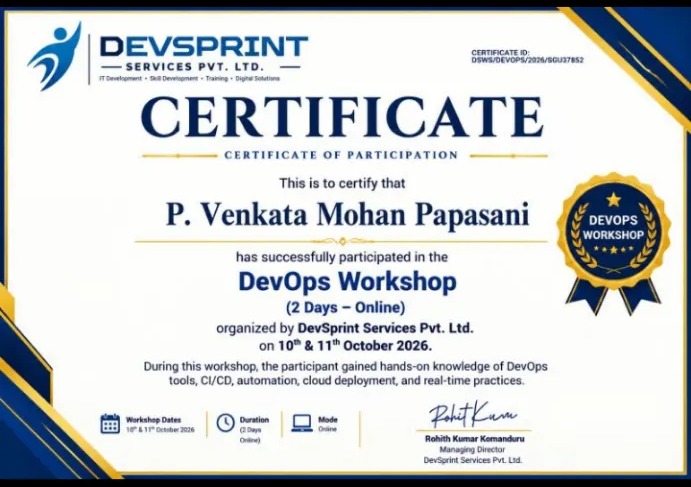 DEVSPRINT
SERVICES PVT. LTD.
IT Development • Skill Development • Training • Digital Solutions
CERTIFICATE ID:
DSWS/DEVOPS/2026/SGU37852
CERTIFICATE
CERTIFICATE OF PARTICIPATION
This is to certify that
P. Venkata Mohan Papasani
has successfully participated in the
DevOps Workshop
(2 Days – Online)
organized by DevSprint Services Pvt. Ltd.
on 10th & 11th October 2026.
During this workshop, the participant gained hands-on knowledge of DevOps
tools, CI/CD, automation, cloud deployment, and real-time practices.
DEVOPS
WORKSHOP
Workshop Dates
10th & 11th October 2026
Duration
(2 Days
Online)
Mode
Online
Rohit Kum
Rohith Kumar Komanduru
Managing Director
DevSprint Services Pvt. Ltd.